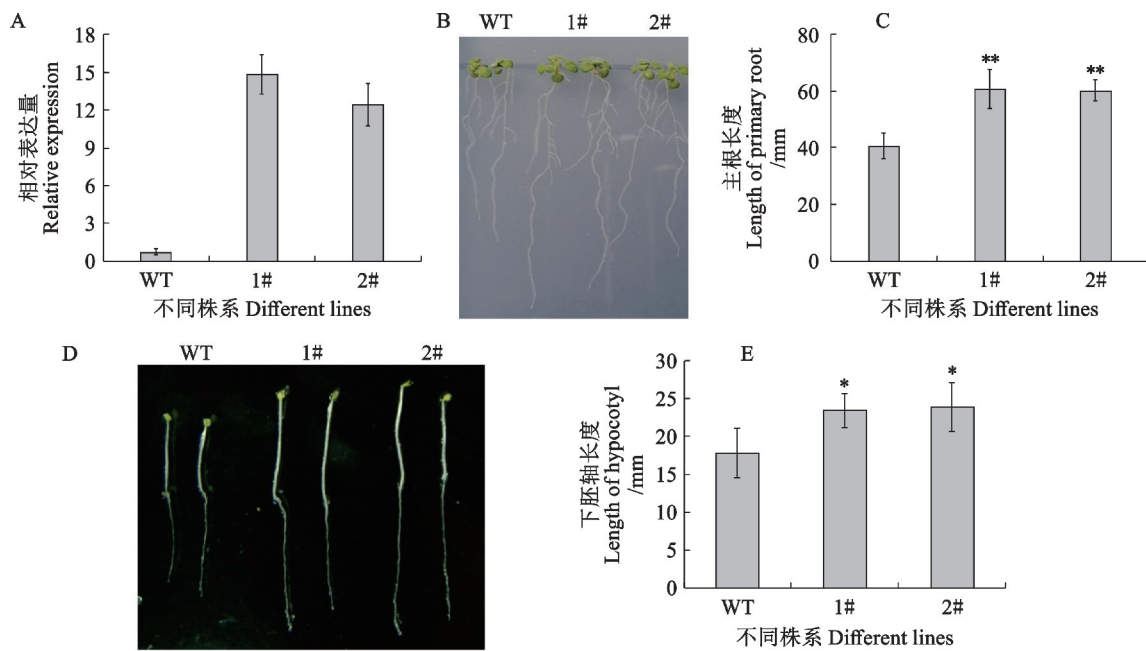 A
18
15
12
9
6
3
0
相对表达量
Relative expression
WT 1# 2#
不同株系 Different lines
B
WT 1# 2#
C
80
60
40
20
0
主根长度
Length of primary root
/mm
** **
WT 1# 2#
不同株系 Different lines
D
WT 1# 2#
E
30
25
20
15
10
5
0
下胚轴长度
Length of hypocotyl
/mm
* *
WT 1# 2#
不同株系 Different lines